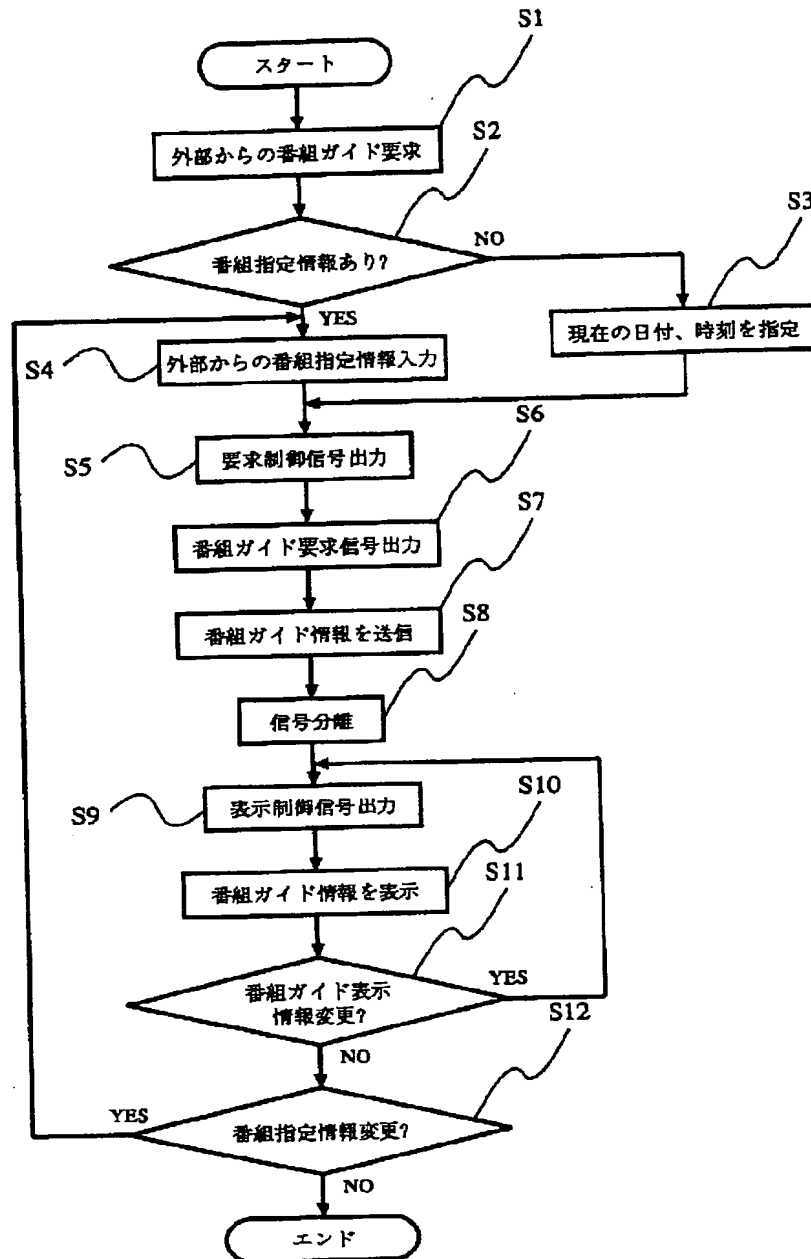 S1
スタート
外部からの番組ガイド要求
S2
S3
番組指定情報あり?
NO
YES
現在の日付、時刻を指定
S4
外部からの番組指定情報入力
S5
要求制御信号出力
S6
番組ガイド要求信号出力
S7
番組ガイド情報を送信
S8
信号分離
S9
表示制御信号出力
S10
番組ガイド情報を表示
S11
番組ガイド表示
情報変更?
YES
NO
S12
番組指定情報変更?
YES
NO
エンド